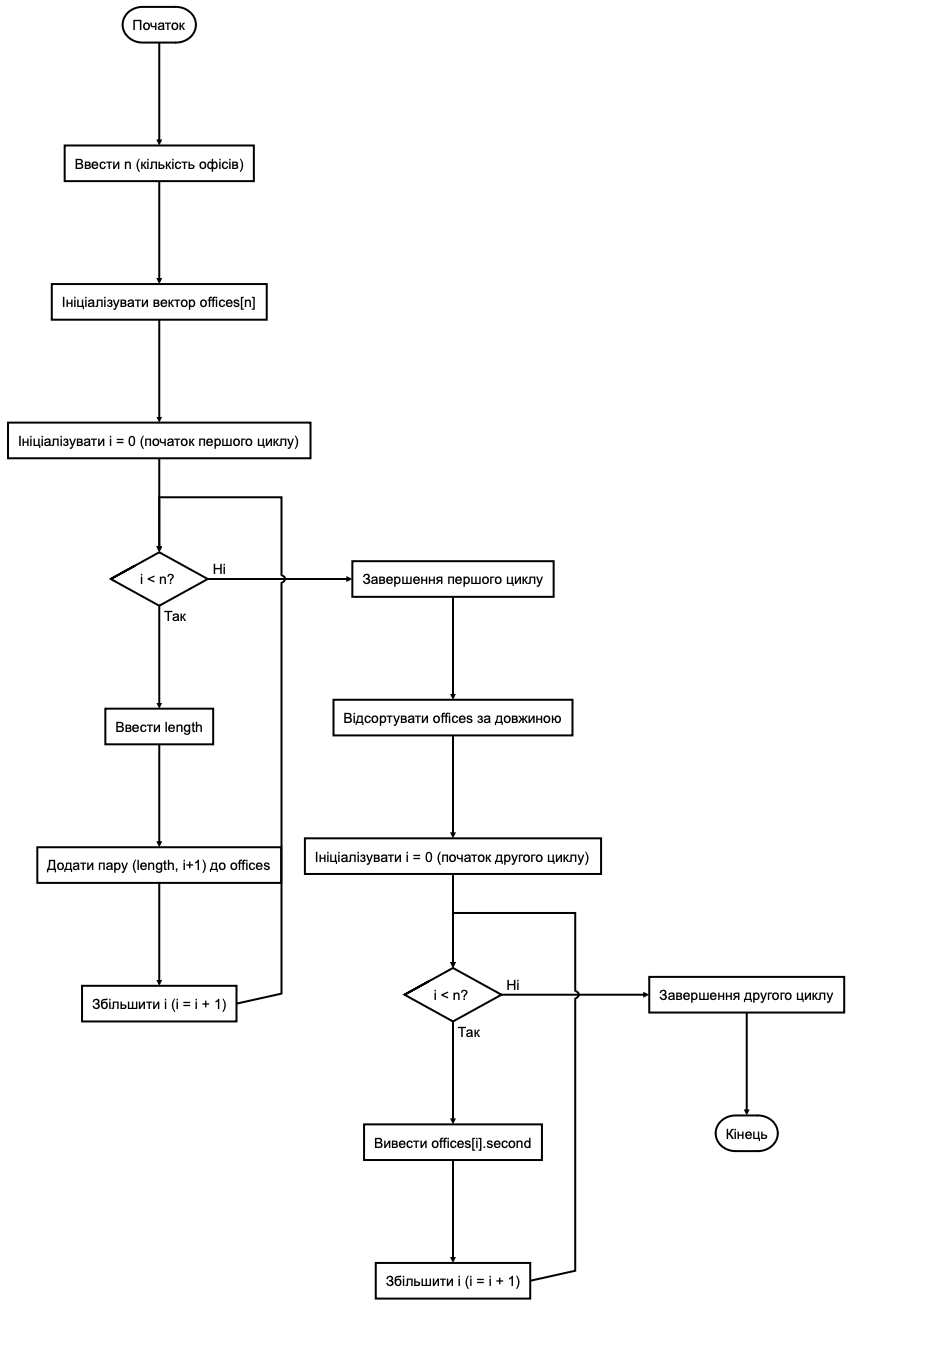 Початок
Ввести n (кількість офісів)
Ініціалізувати вектор offices[n]
Ініціалізувати i = 0 (початок першого циклу)
i < n?
Ні
Так
Завершення першого циклу
Ввести length
Відсортувати offices за довжиною
Додати пару (length, i+1) до offices
Ініціалізувати i = 0 (початок другого циклу)
Збільшити i (i = i + 1)
i < n?
Ні
Так
Завершення другого циклу
Вивести offices[i].second
Кінець
Збільшити i (i = i + 1)